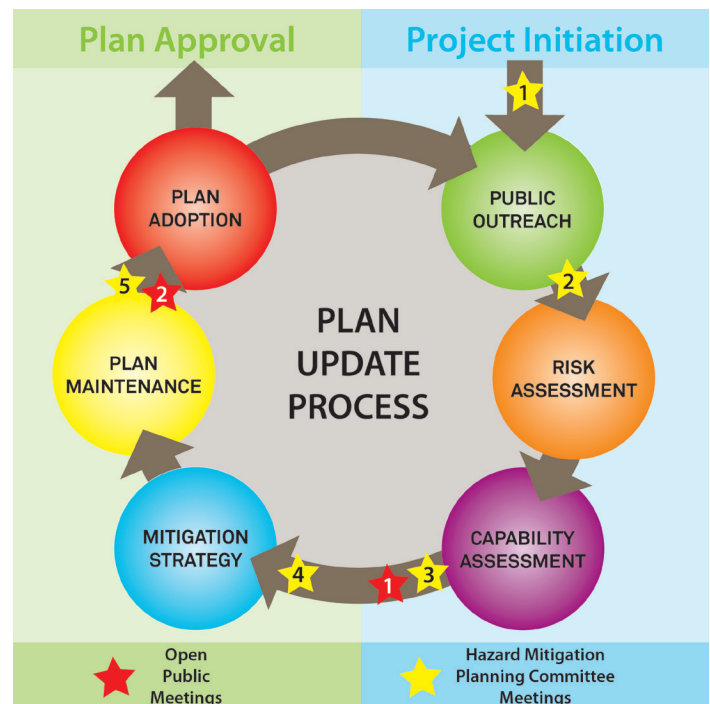 Plan Approval
Project Initiation
1
PLAN
ADOPTION
PUBLIC
OUTREACH
5
2
2
PLAN
UPDATE
PROCESS
PLAN
MAINTENANCE
RISK
ASSESSMENT
MITIGATION
STRATEGY
CAPABILITY
ASSESSMENT
4
1
3
Open
Public
Meetings
Hazard Mitigation
Planning Committee
Meetings